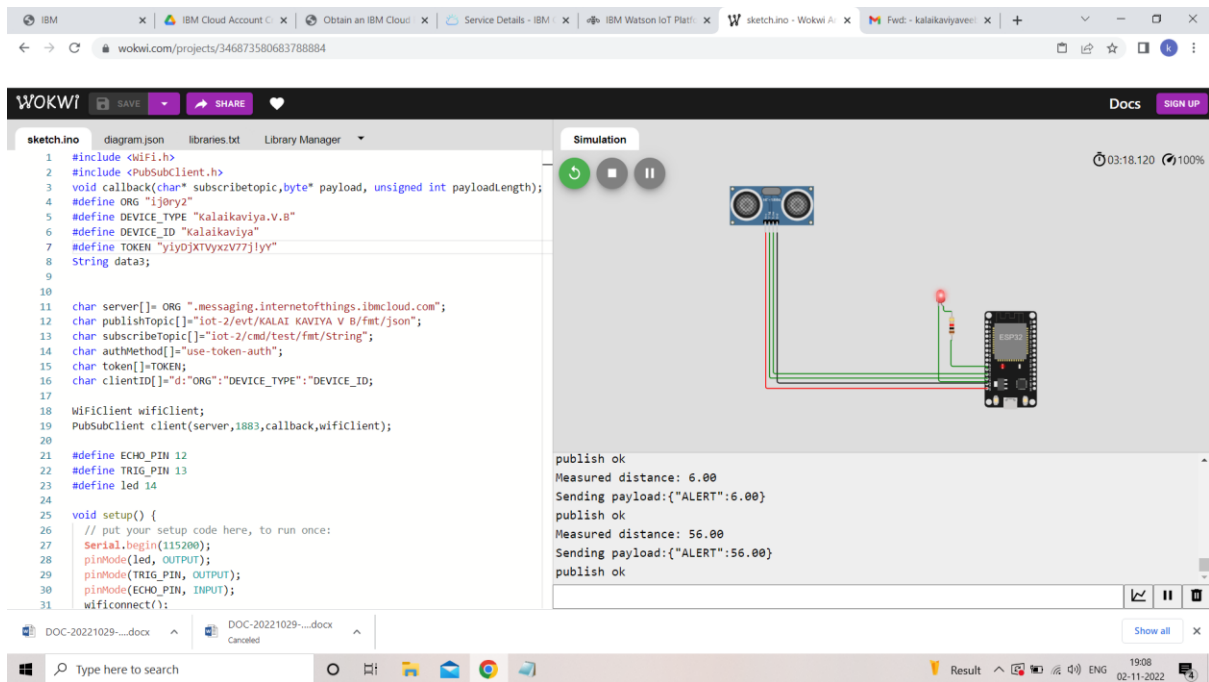 IBM
IBM Cloud Account C
Obtain an IBM Cloud
Service Details - IBM
IBM Watson IoT Platfo
sketch.ino - Wokwi A
Fwd: - kalaikaviyaveel
wokwi.com/projects/346873580683788884
k
WOKWI SAVE SHARE Docs SIGN UP
sketch.ino diagram.json libraries.txt Library Manager
1 #include <WiFi.h>
2 #include <PubSubClient.h>
3 void callback(char* subscribetopic,byte* payload, unsigned int payloadLength);
4 #define ORG "ij0ry2"
5 #define DEVICE_TYPE "Kalaikaviya.V.B"
6 #define DEVICE_ID "Kalaikaviya"
7 #define TOKEN "yiyDjXTVyxzV77j!yY"
8 String data3;
9
10
11 char server[]= ORG ".messaging.internetofthings.ibmcloud.com";
12 char publishTopic[]="iot-2/evt/KALAI KAVIYA V B/fmt/json";
13 char subscribeTopic[]="iot-2/cmd/test/fmt/String";
14 char authMethod[]="use-token-auth";
15 char token[]=TOKEN;
16 char clientID[]="d:"ORG":"DEVICE_TYPE":"DEVICE_ID;
17
18 WiFiClient wifiClient;
19 PubSubClient client(server,1883,callback,wifiClient);
20
21 #define ECHO_PIN 12
22 #define TRIG_PIN 13
23 #define led 14
24
25 void setup() {
26 // put your setup code here, to run once:
27 Serial.begin(115200);
28 pinMode(led, OUTPUT);
29 pinMode(TRIG_PIN, OUTPUT);
30 pinMode(ECHO_PIN, INPUT);
31 wificonnect();
Simulation
03:18.120 100%
ESP32
publish ok
Measured distance: 6.00
Sending payload:{"ALERT":6.00}
publish ok
Measured distance: 56.00
Sending payload:{"ALERT":56.00}
publish ok
DOC-20221029-....docx
DOC-20221029-....docx
Canceled
Show all
Type here to search
Result
ENG
19:08
02-11-2022
4